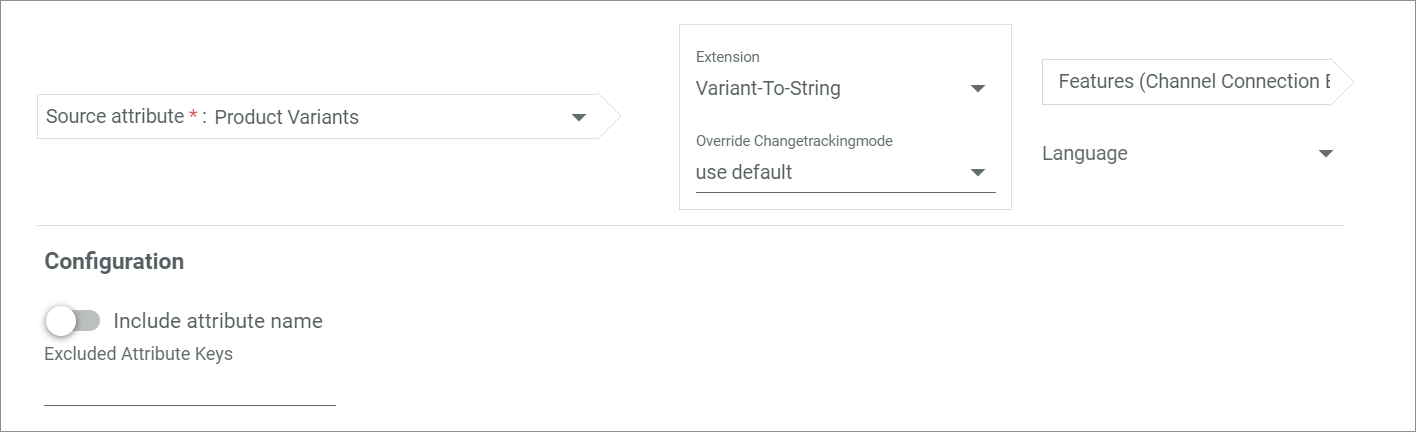 Source attribute * : Product Variants
Extension
Variant-To-String
Override Changetrackingmode
use default
Features (Channel Connection
Language
Configuration
Include attribute name
Excluded Attribute Keys